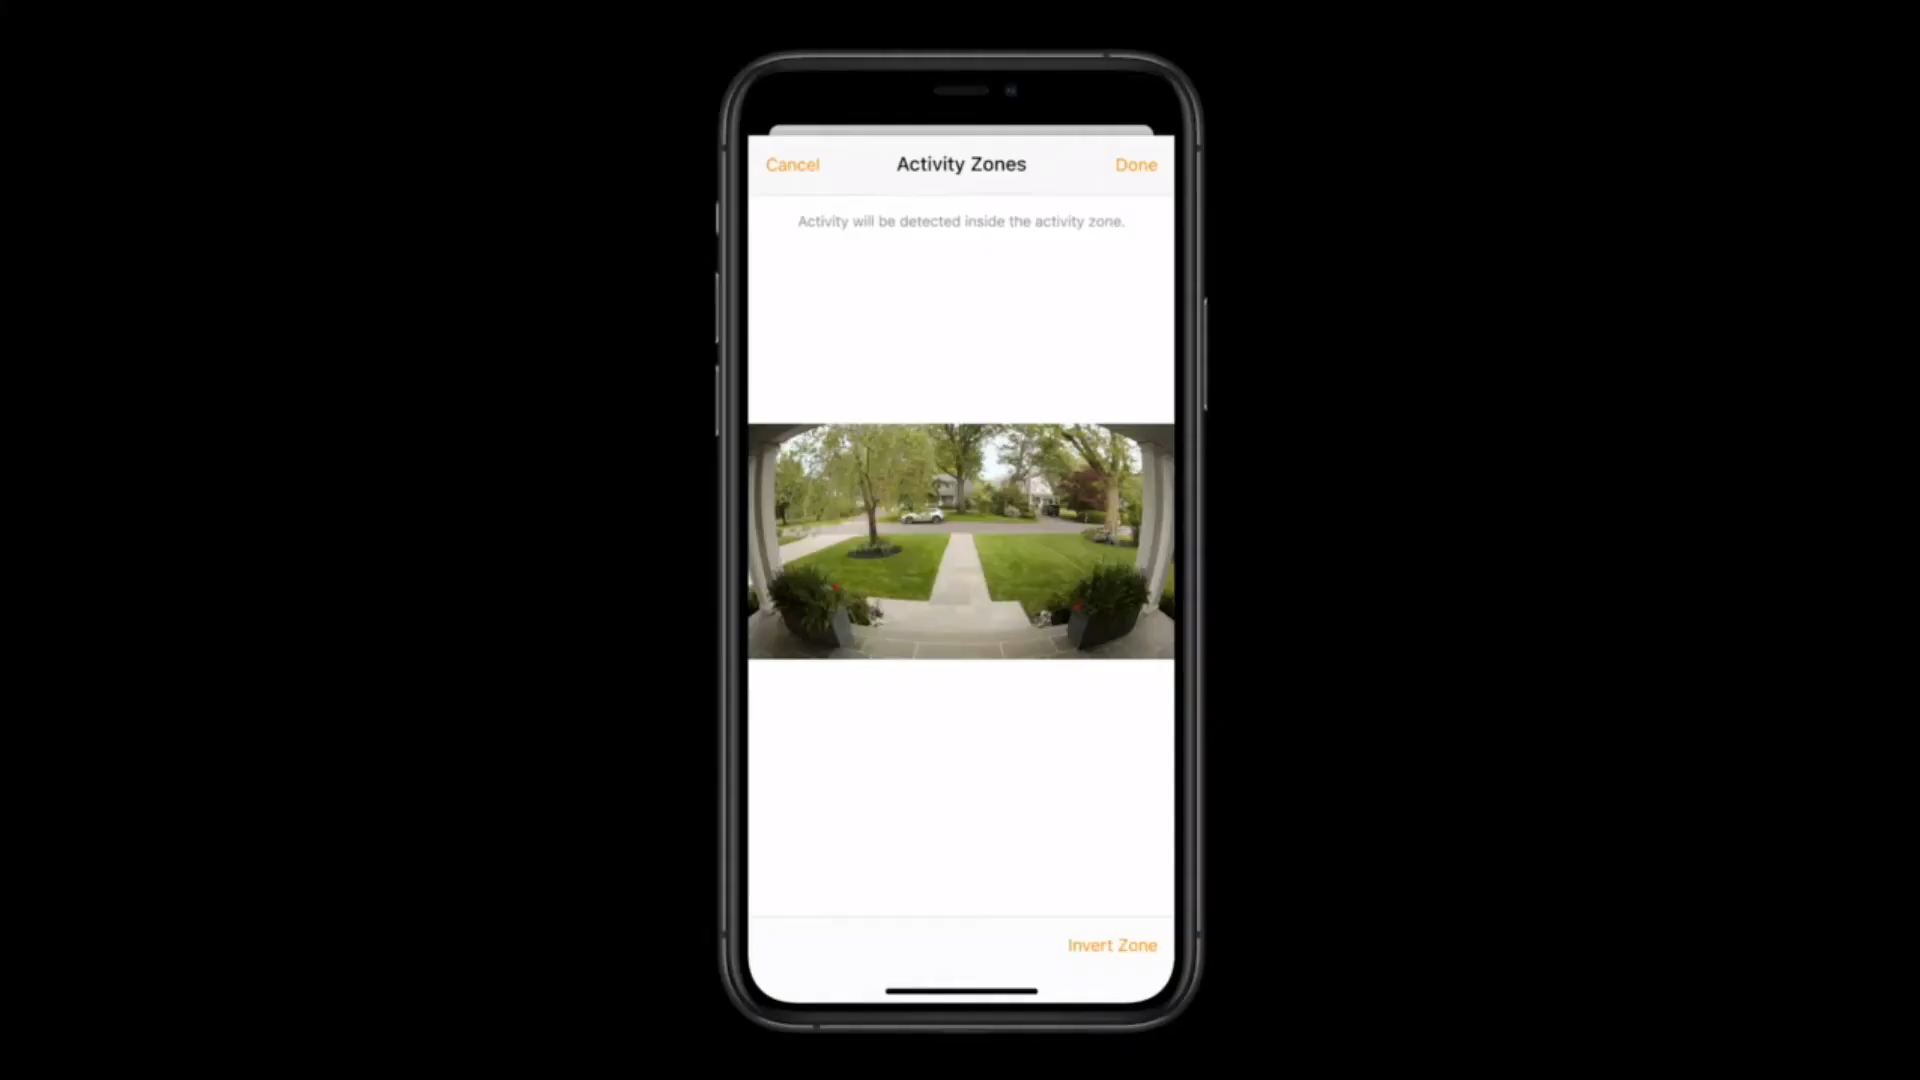 Cancel
Activity Zones
Done
Activity will be detected inside the activity zone.
Invert Zone